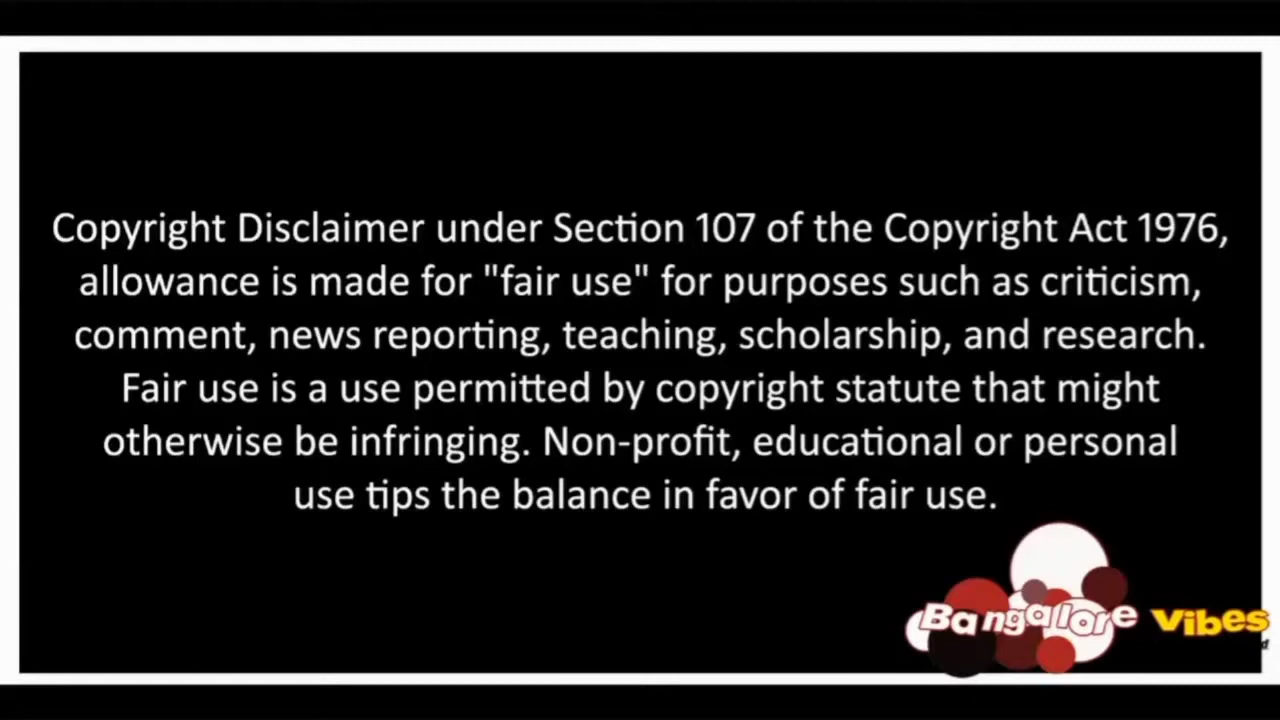 Copyright Disclaimer under Section 107 of the Copyright Act 1976,
allowance is made for "fair use" for purposes such as criticism,
comment, news reporting, teaching, scholarship, and research.
Fair use is a use permitted by copyright statute that might
otherwise be infringing. Non-profit, educational or personal
use tips the balance in favor of fair use.
Bangalore Vibes